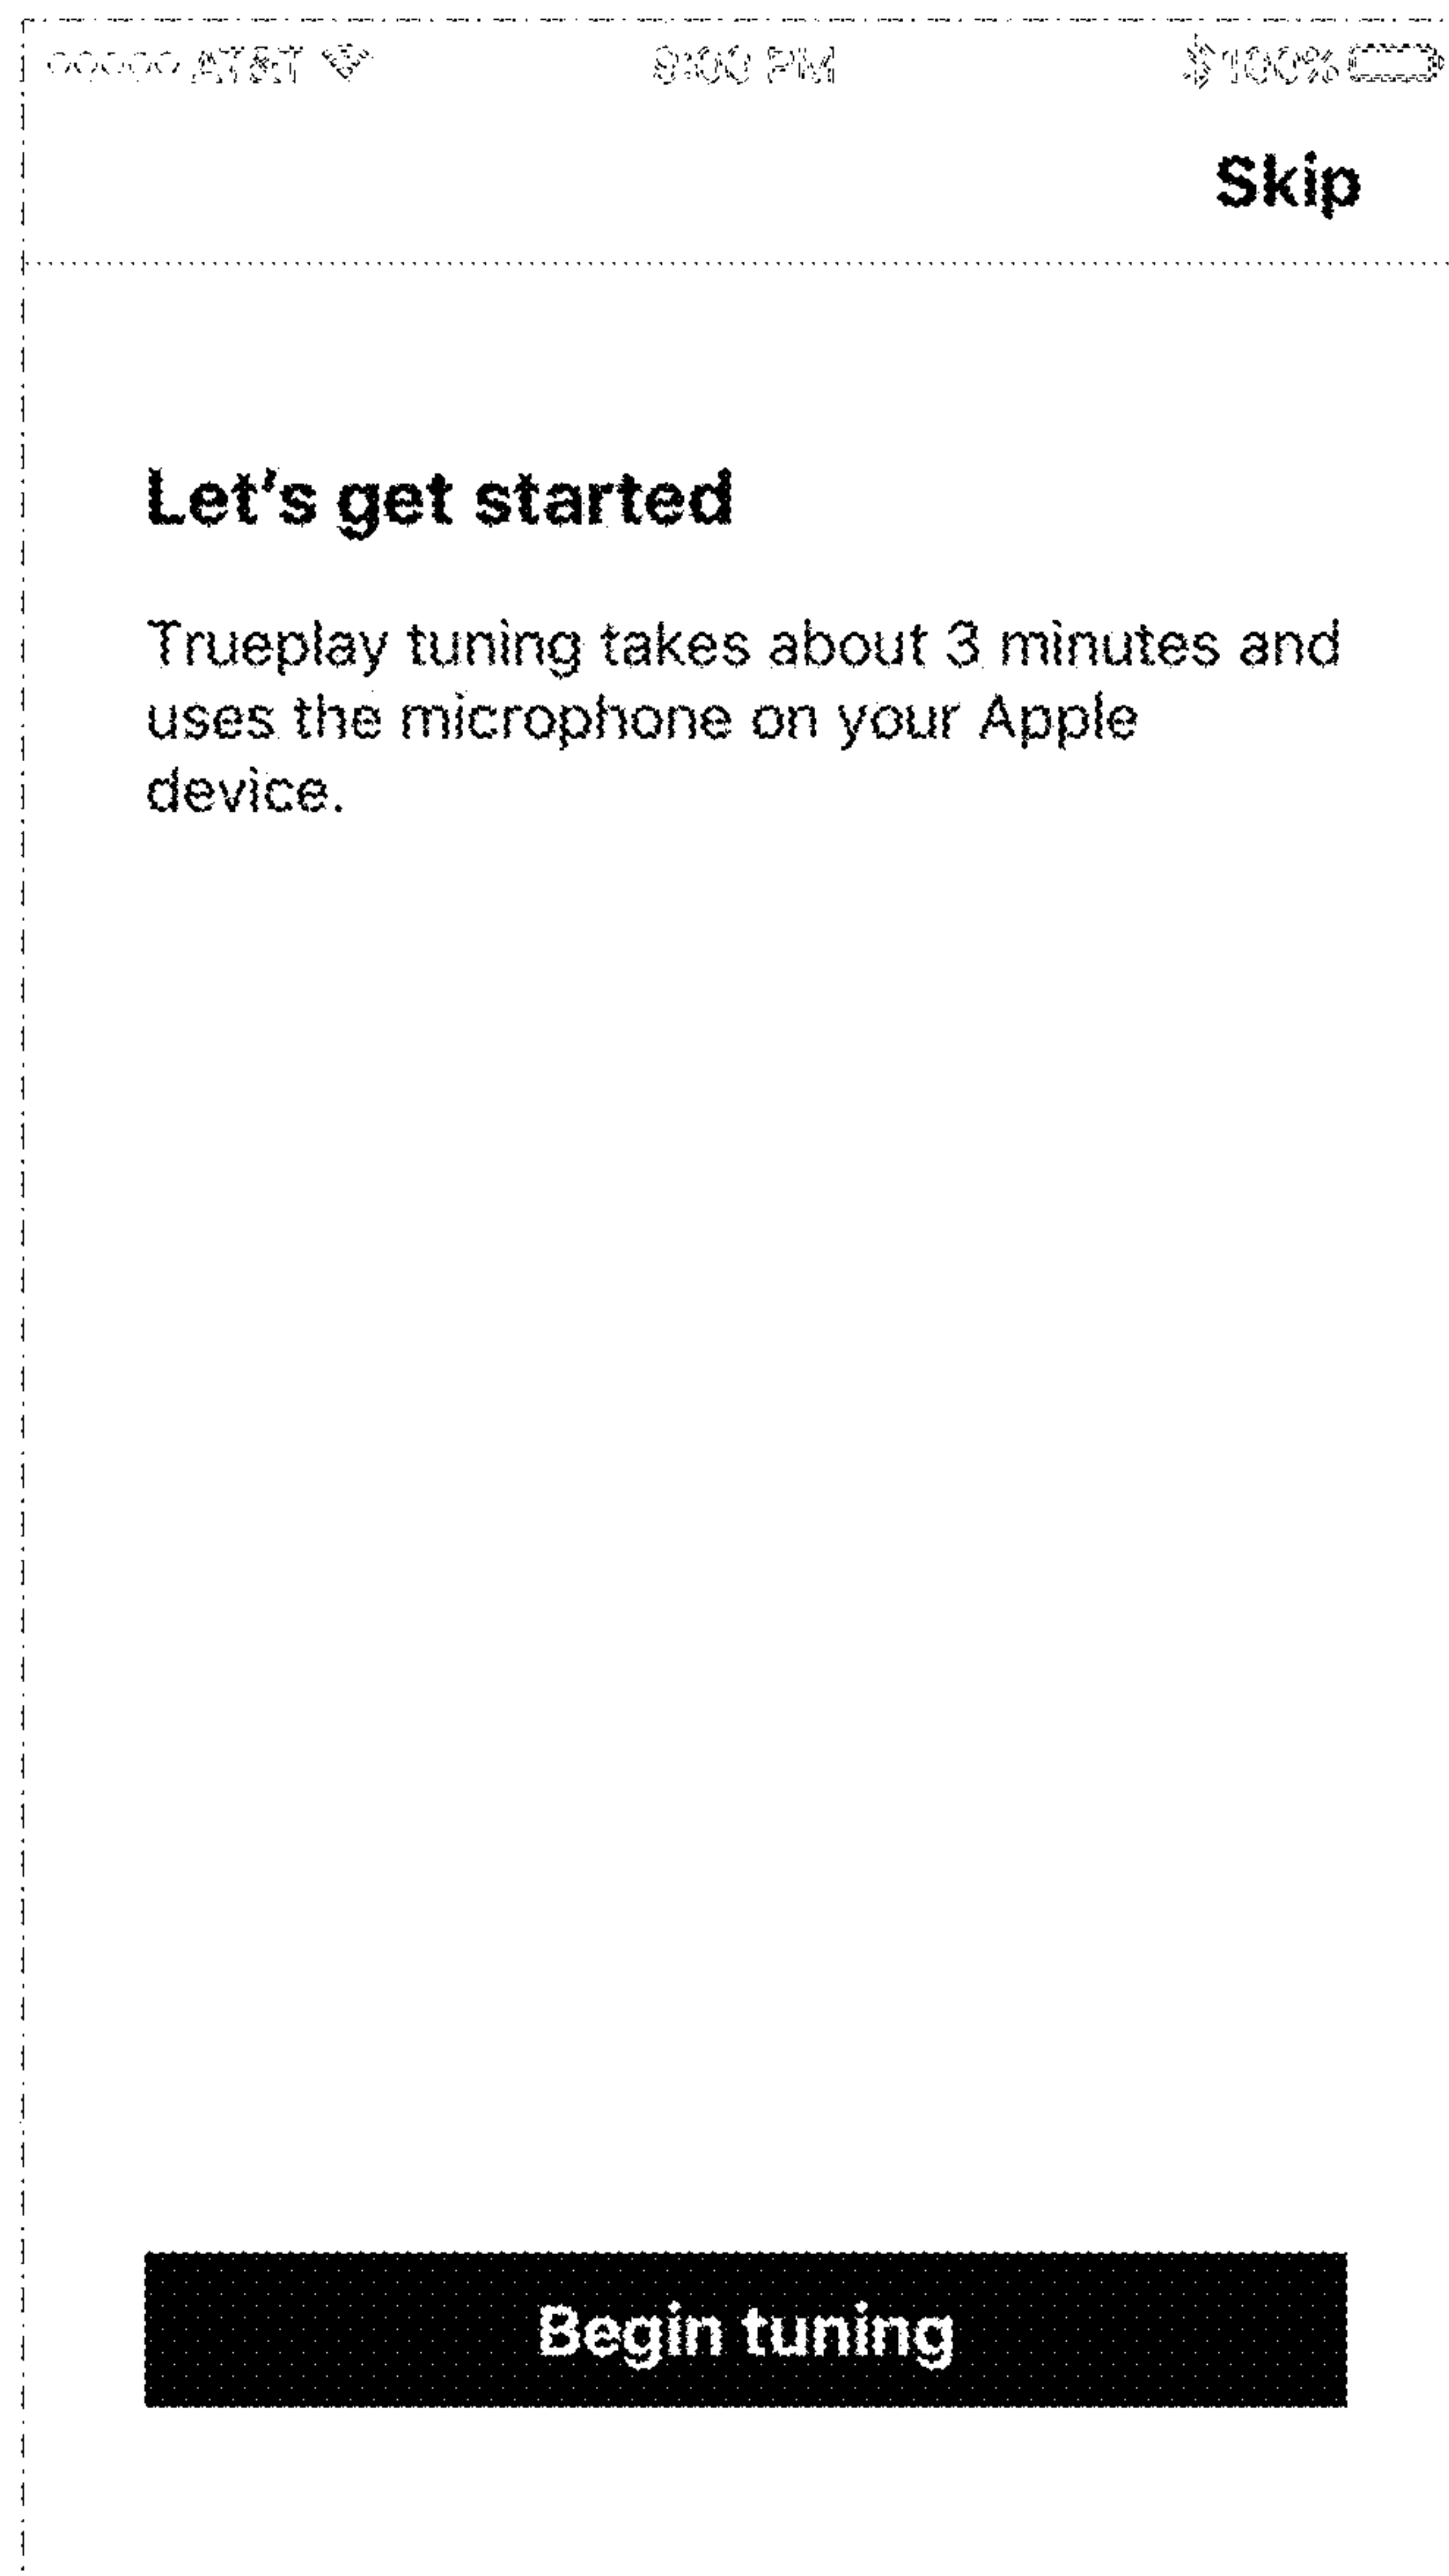 AT&T 9:00 PM 100%
Skip
Let's get started
Trueplay tuning takes about 3 minutes and
uses the microphone on your Apple
device.
Begin tuning